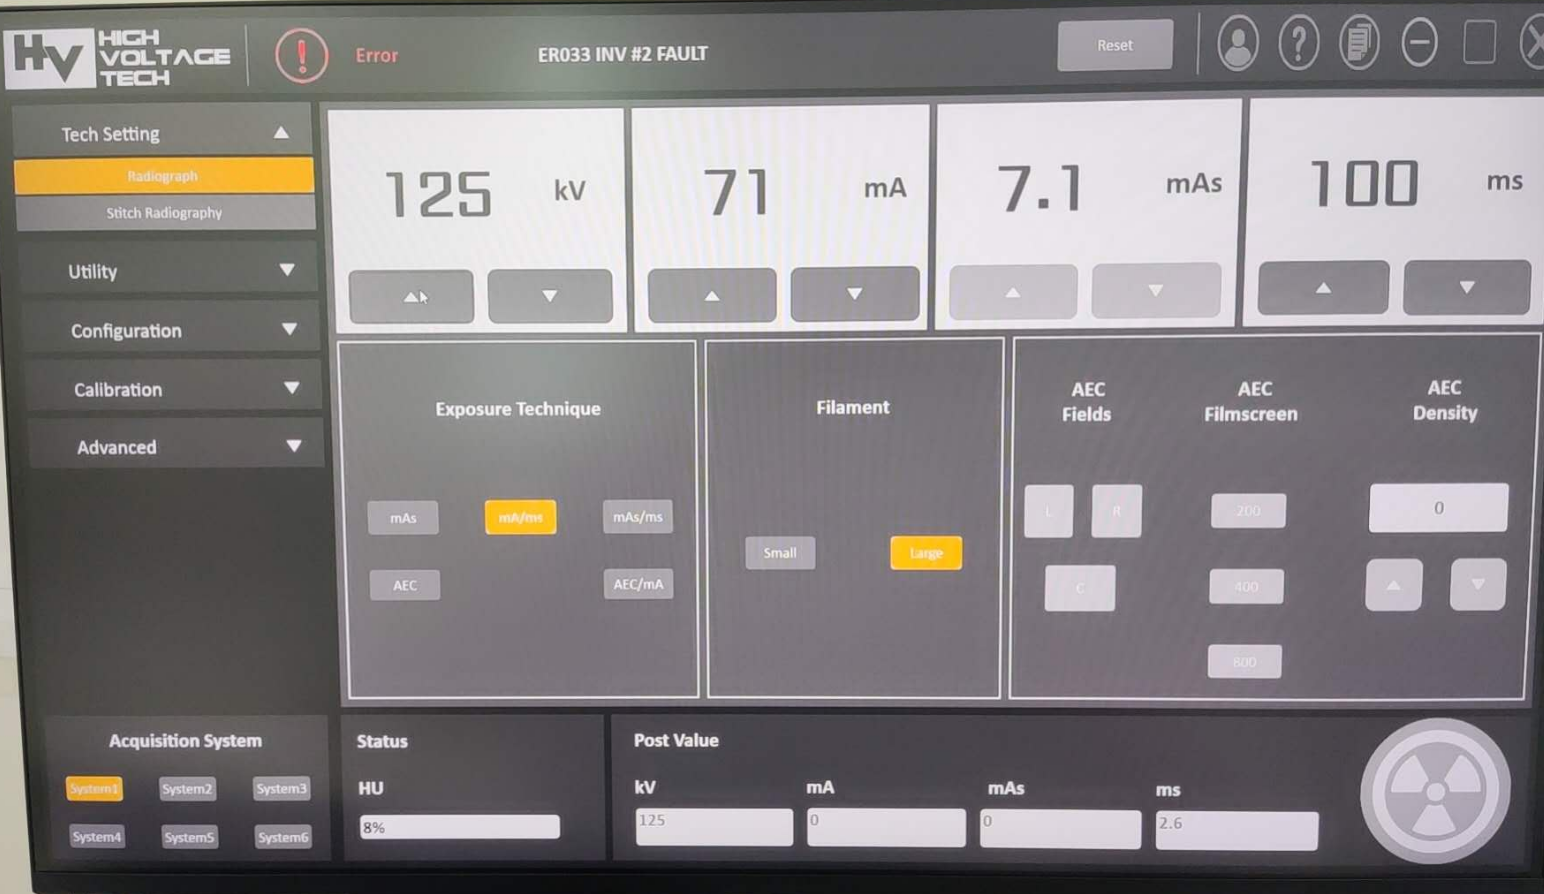 HV HIGH
VOLTAGE
TECH
Error
ER033 INV #2 FAULT
Reset
Tech Setting
Radiograph
Stitch Radiography
Utility
Configuration
Calibration
Advanced
125 kV
71 mA
7.1 mAs
100 ms
Exposure Technique
mAs
mA/ms
mAs/ms
AEC
AEC/mA
Filament
Small
Large
AEC
Fields
L
R
C
AEC
Filmscreen
200
400
800
AEC
Density
0
Acquisition System
System1
System2
System3
System4
System5
System6
Status
HU
8%
Post Value
kV
mA
mAs
ms
125
0
0
2.6